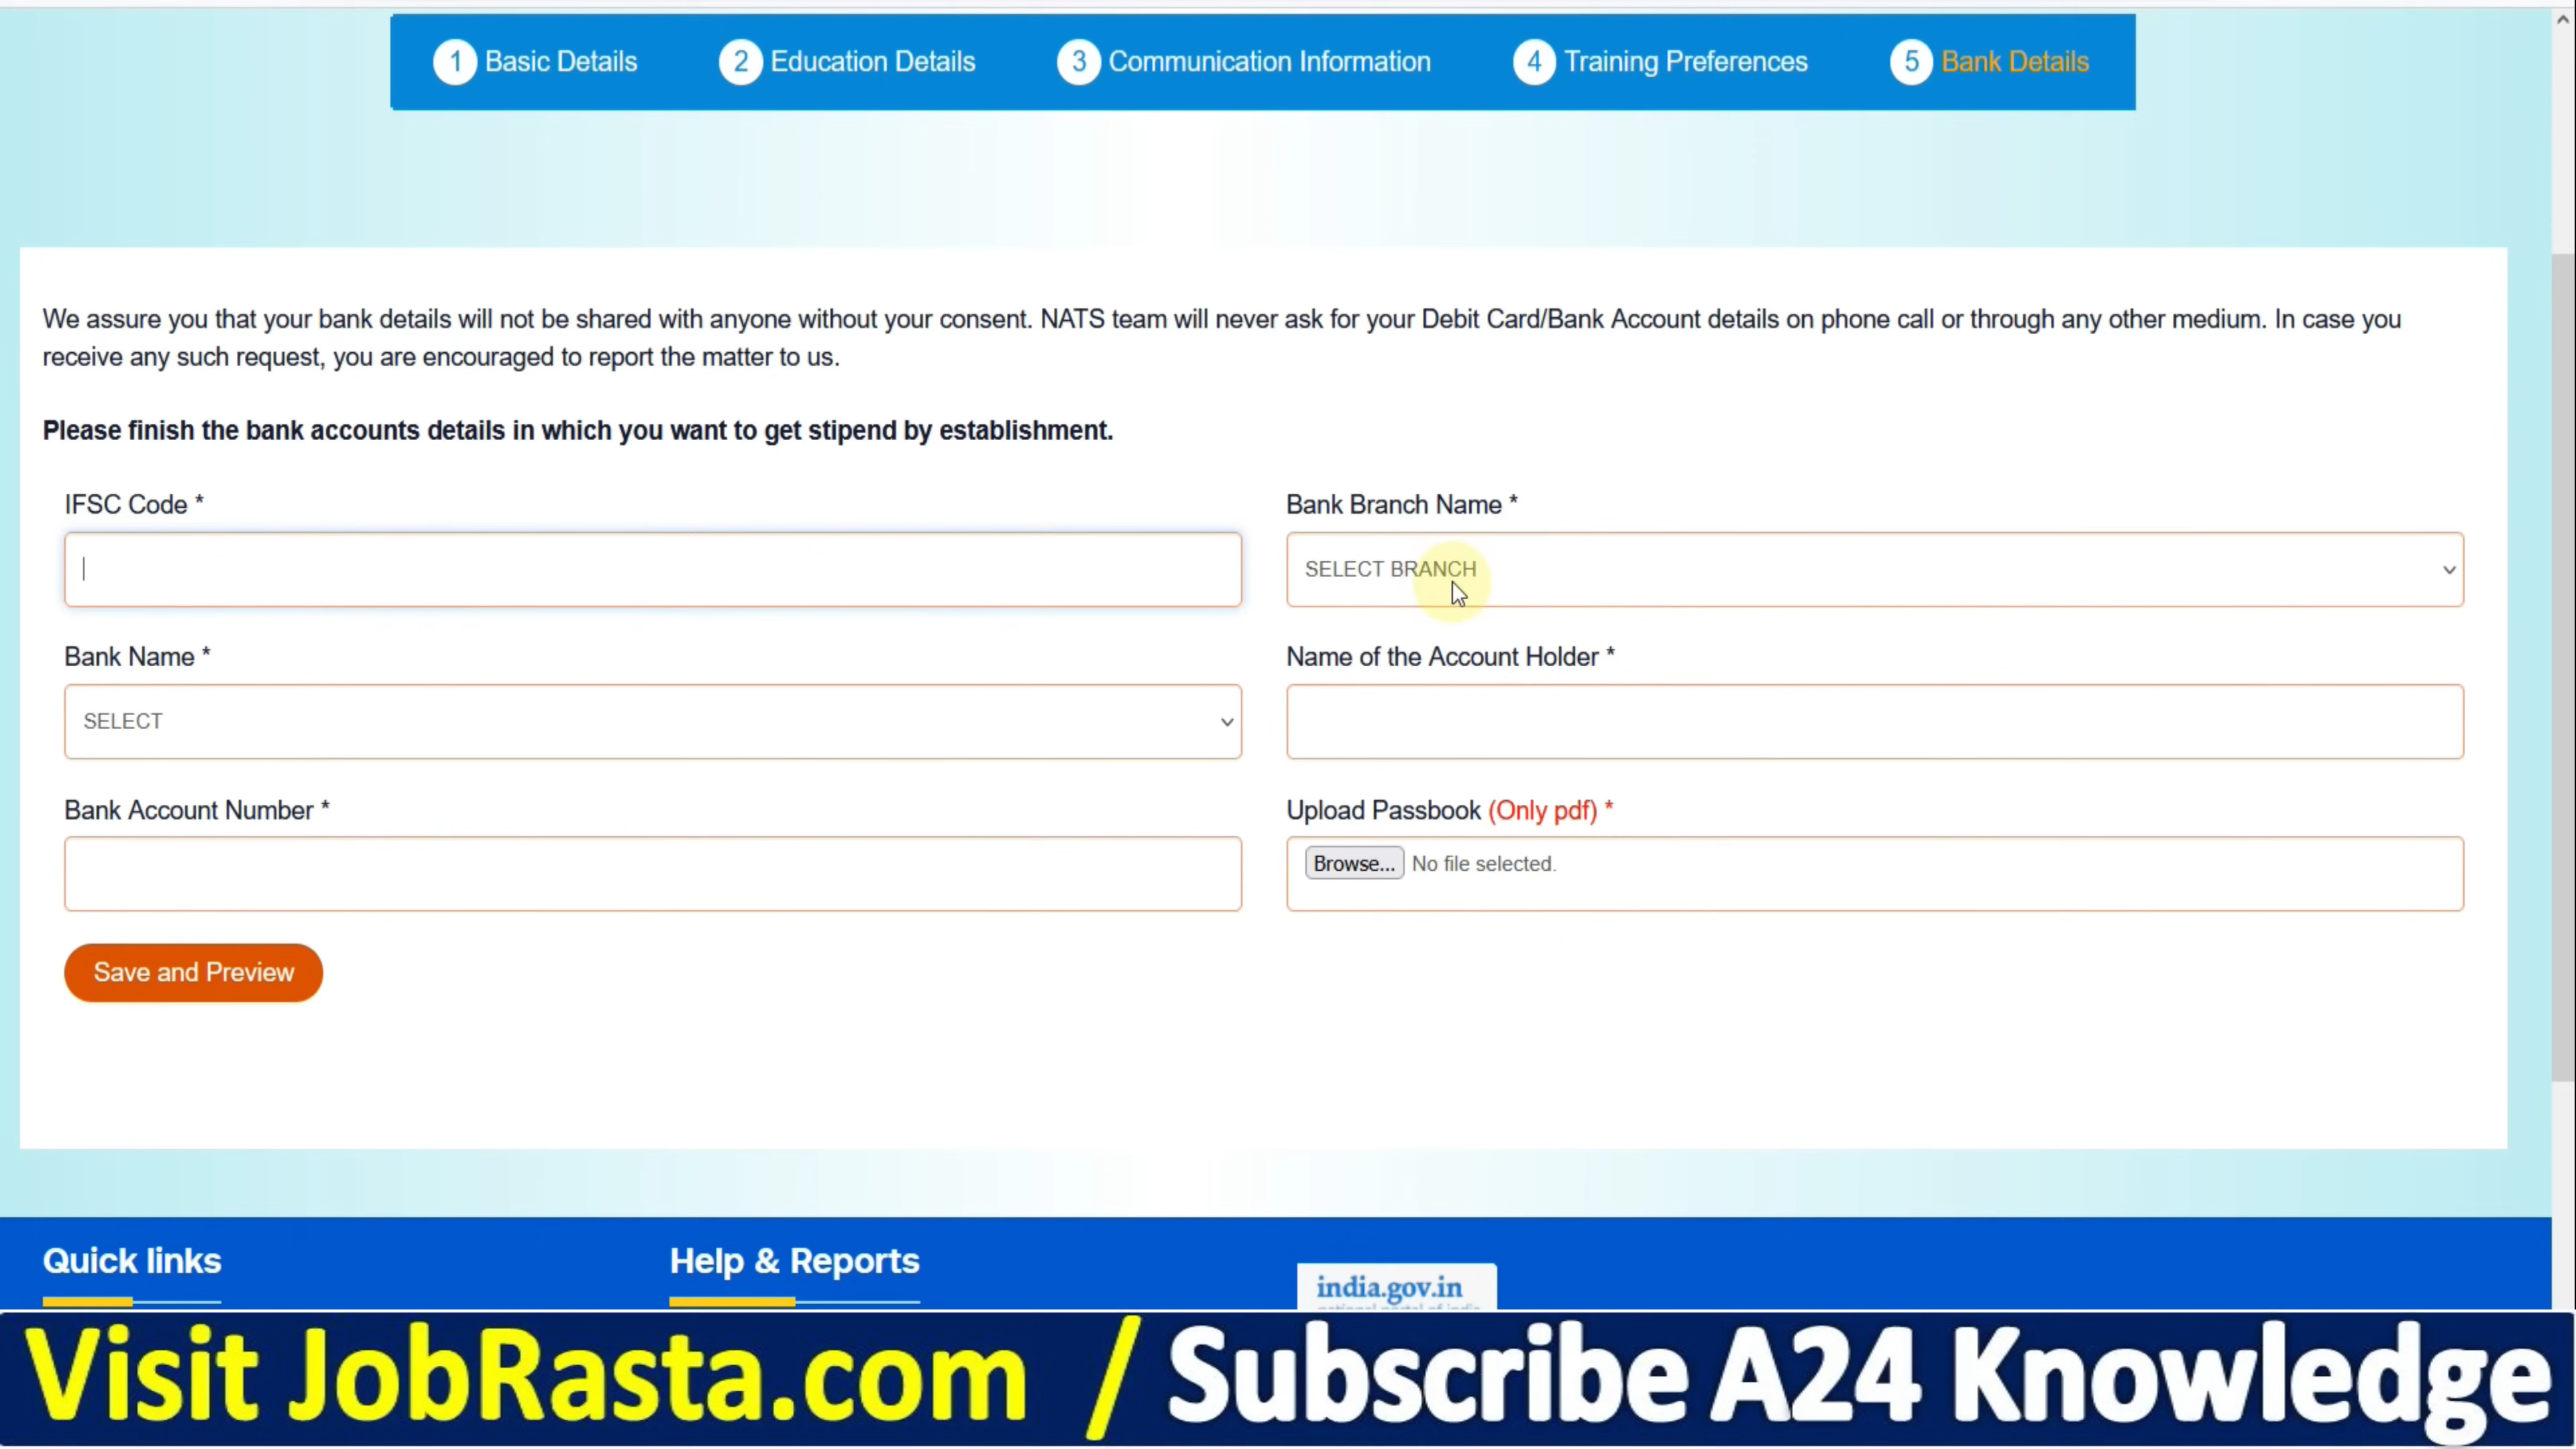 1 Basic Details 2 Education Details 3 Communication Information 4 Training Preferences 5 Bank Details
We assure you that your bank details will not be shared with anyone without your consent. NATS team will never ask for your Debit Card/Bank Account details on phone call or through any other medium. In case you
receive any such request, you are encouraged to report the matter to us.
Please finish the bank accounts details in which you want to get stipend by establishment.
IFSC Code * Bank Branch Name *
SELECT BRANCH
Bank Name * Name of the Account Holder *
SELECT
Bank Account Number * Upload Passbook (Only pdf) *
Browse... No file selected.
Save and Preview
Quick links Help & Reports
india.gov.in
Visit JobRasta.com / Subscribe A24 Knowledge